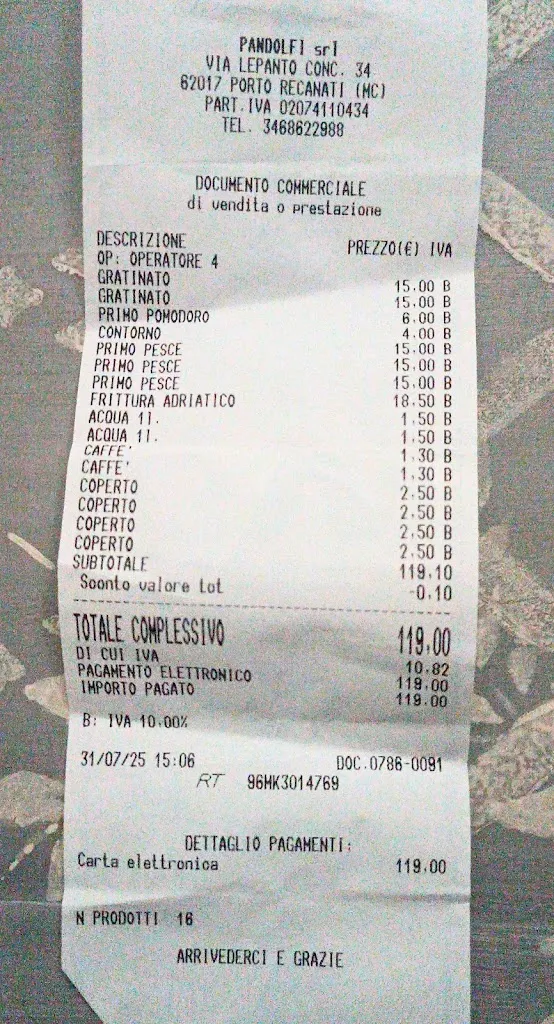 PANDOLFI srl
VIA LEPANTO CONC. 34
62017 PORTO RECANATI (MC)
PART.IVA 02074110434
TEL. 3468622988
DOCUMENTO COMMERCIALE
di vendita o prestazione
DESCRIZIONE PREZZO(€) IVA
OP: OPERATORE 4
GRATINATO 15.00 B
GRATINATO 15.00 B
PRIMO POMODORO 6.00 B
CONTORNO 4.00 B
PRIMO PESCE 15.00 B
PRIMO PESCE 15.00 B
PRIMO PESCE 15.00 B
FRITTURA ADRIATICO 18.50 B
ACQUA 1l. 1.50 B
ACQUA 1l. 1.50 B
CAFFE' 1.30 B
CAFFE' 1.30 B
COPERTO 2.50 B
COPERTO 2.50 B
COPERTO 2.50 B
COPERTO 2.50 B
SUBTOTALE 119.10
Sconto valore tot -0.10
TOTALE COMPLESSIVO 119.00
DI CUI IVA 10.82
PAGAMENTO ELETTRONICO 119.00
IMPORTO PAGATO 119.00
B: IVA 10.00%
31/07/25 15:06 DOC.0786-0091
RT 96MK3014769
DETTAGLIO PAGAMENTI:
Carta elettronica 119.00
N PRODOTTI 16
ARRIVEDERCI E GRAZIE